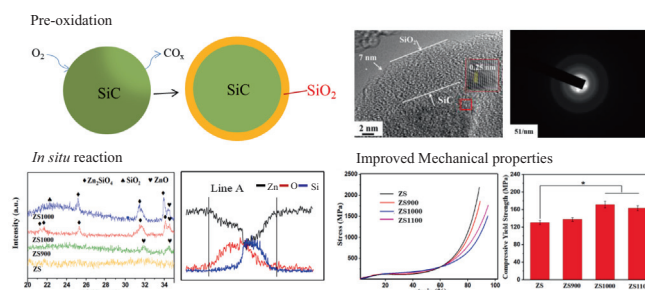 Pre-oxidation
O₂
COₓ
SiC
SiC
SiO₂
SiO₂
7 nm
0.25 nm
SiC
2 nm
51/nm
In situ reaction
Improved Mechanical properties
♦Zn₂SiO₄ ▲SiO₂ ♥ZnO
Intensity (a.u.)
ZS1000
ZS1000
ZS900
ZS
20 22 24 26 28 30 32 34
Line A
Zn O Si
Stress (MPa)
2500
2000
1500
1000
500
0 20 40 60 80 100
ZS
ZS900
ZS1000
ZS1100
Compressive Yield Strength (MPa)
*
200
160
120
80
40
0
ZS ZS900 ZS1000 ZS110